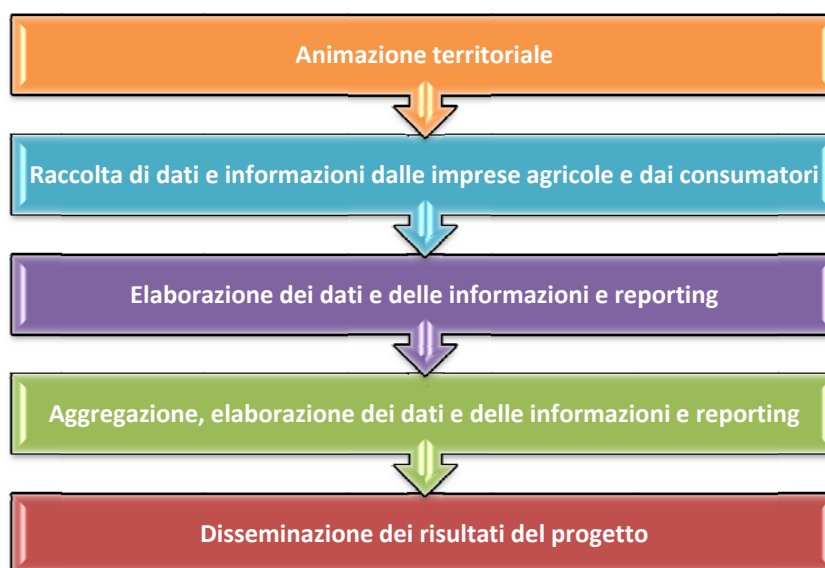 Animazione territoriale
Raccolta di dati e informazioni dalle imprese agricole e dai consumatori
Elaborazione dei dati e delle informazioni e reporting
Aggregazione, elaborazione dei dati e delle informazioni e reporting
Disseminazione dei risultati del progetto